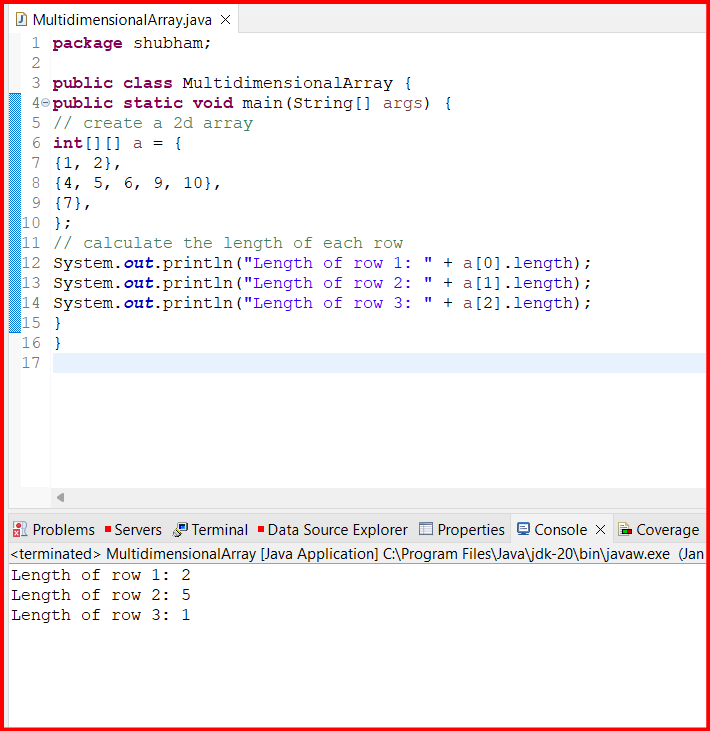 MultidimensionalArray.java
1 package shubham;
2
3 public class MultidimensionalArray {
4 public static void main(String[] args) {
5 // create a 2d array
6 int[][] a = {
7 {1, 2},
8 {4, 5, 6, 9, 10},
9 {7},
10 };
11 // calculate the length of each row
12 System.out.println("Length of row 1: " + a[0].length);
13 System.out.println("Length of row 2: " + a[1].length);
14 System.out.println("Length of row 3: " + a[2].length);
15 }
16 }
17
Problems Servers Terminal Data Source Explorer Properties Console Coverage
<terminated> MultidimensionalArray [Java Application] C:\Program Files\Java\jdk-20\bin\javaw.exe (Jan
Length of row 1: 2
Length of row 2: 5
Length of row 3: 1